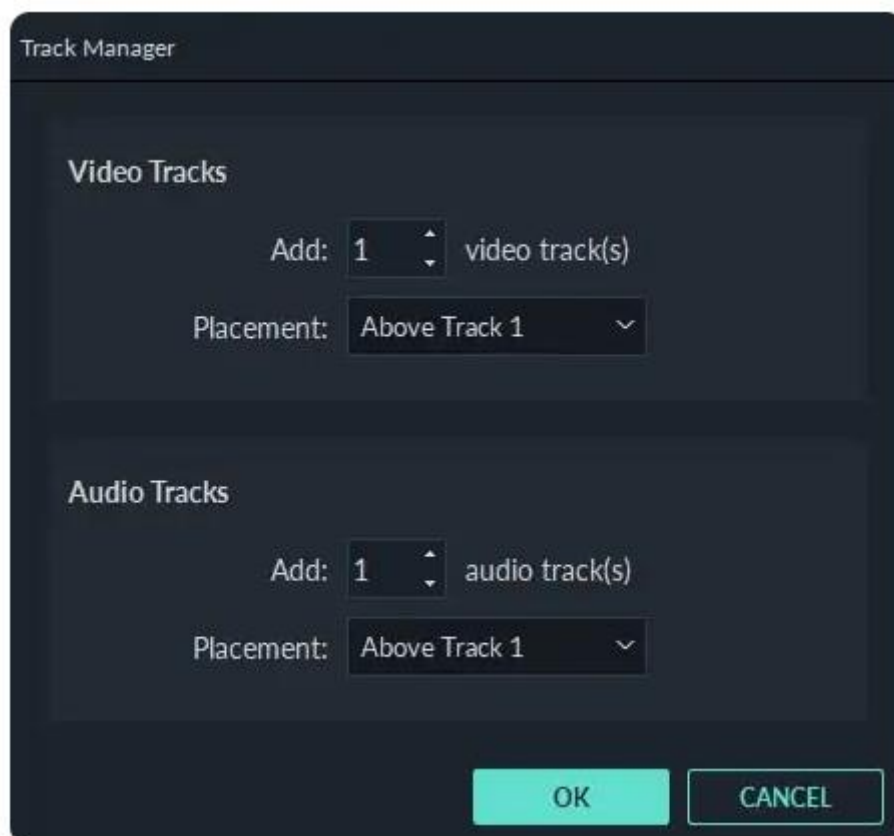 Track Manager
Video Tracks
Add: 1 video track(s)
Placement: Above Track 1
Audio Tracks
Add: 1 audio track(s)
Placement: Above Track 1
OK CANCEL